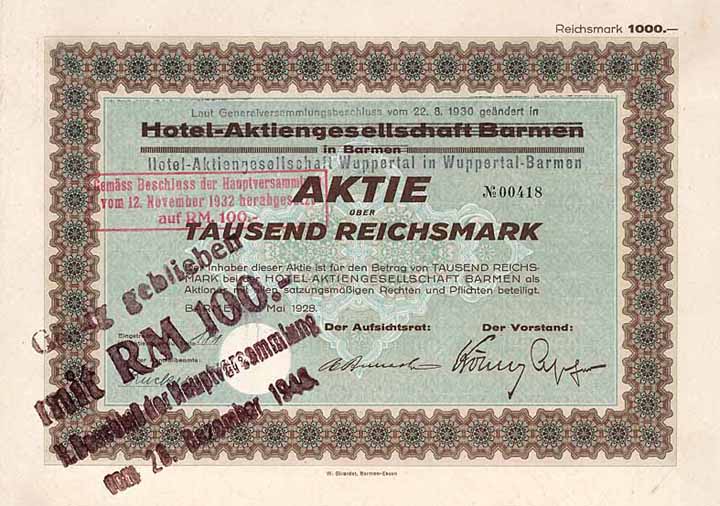 Reichsmark 1000.—
Laut Generalversammlungsbeschluss vom 22. 8. 1930 geändert in
Hotel-Aktiengesellschaft Barmen
in Barmen
Hotel-Aktiengesellschaft Wuppertal in Wuppertal-Barmen
Gemäss Beschluss der Hauptversammlung
vom 12. November 1932 herabgesetzt
auf RM. 100.-
AKTIE
№ 00418
ÜBER
TAUSEND REICHSMARK
Der Inhaber dieser Aktie ist für den Betrag von TAUSEND REICHS-
MARK bei der HOTEL-AKTIENGESELLSCHAFT BARMEN als
Aktionär mit den satzungsmäßigen Rechten und Pflichten beteiligt.
BARMEN, Mai 1928.
Der Aufsichtsrat:
Der Vorstand:
Gültig geblieben
mit RM 100.-
lt. Beschluß der Hauptversammlung
vom Dezember
W. Girardet, Barmen-Essen